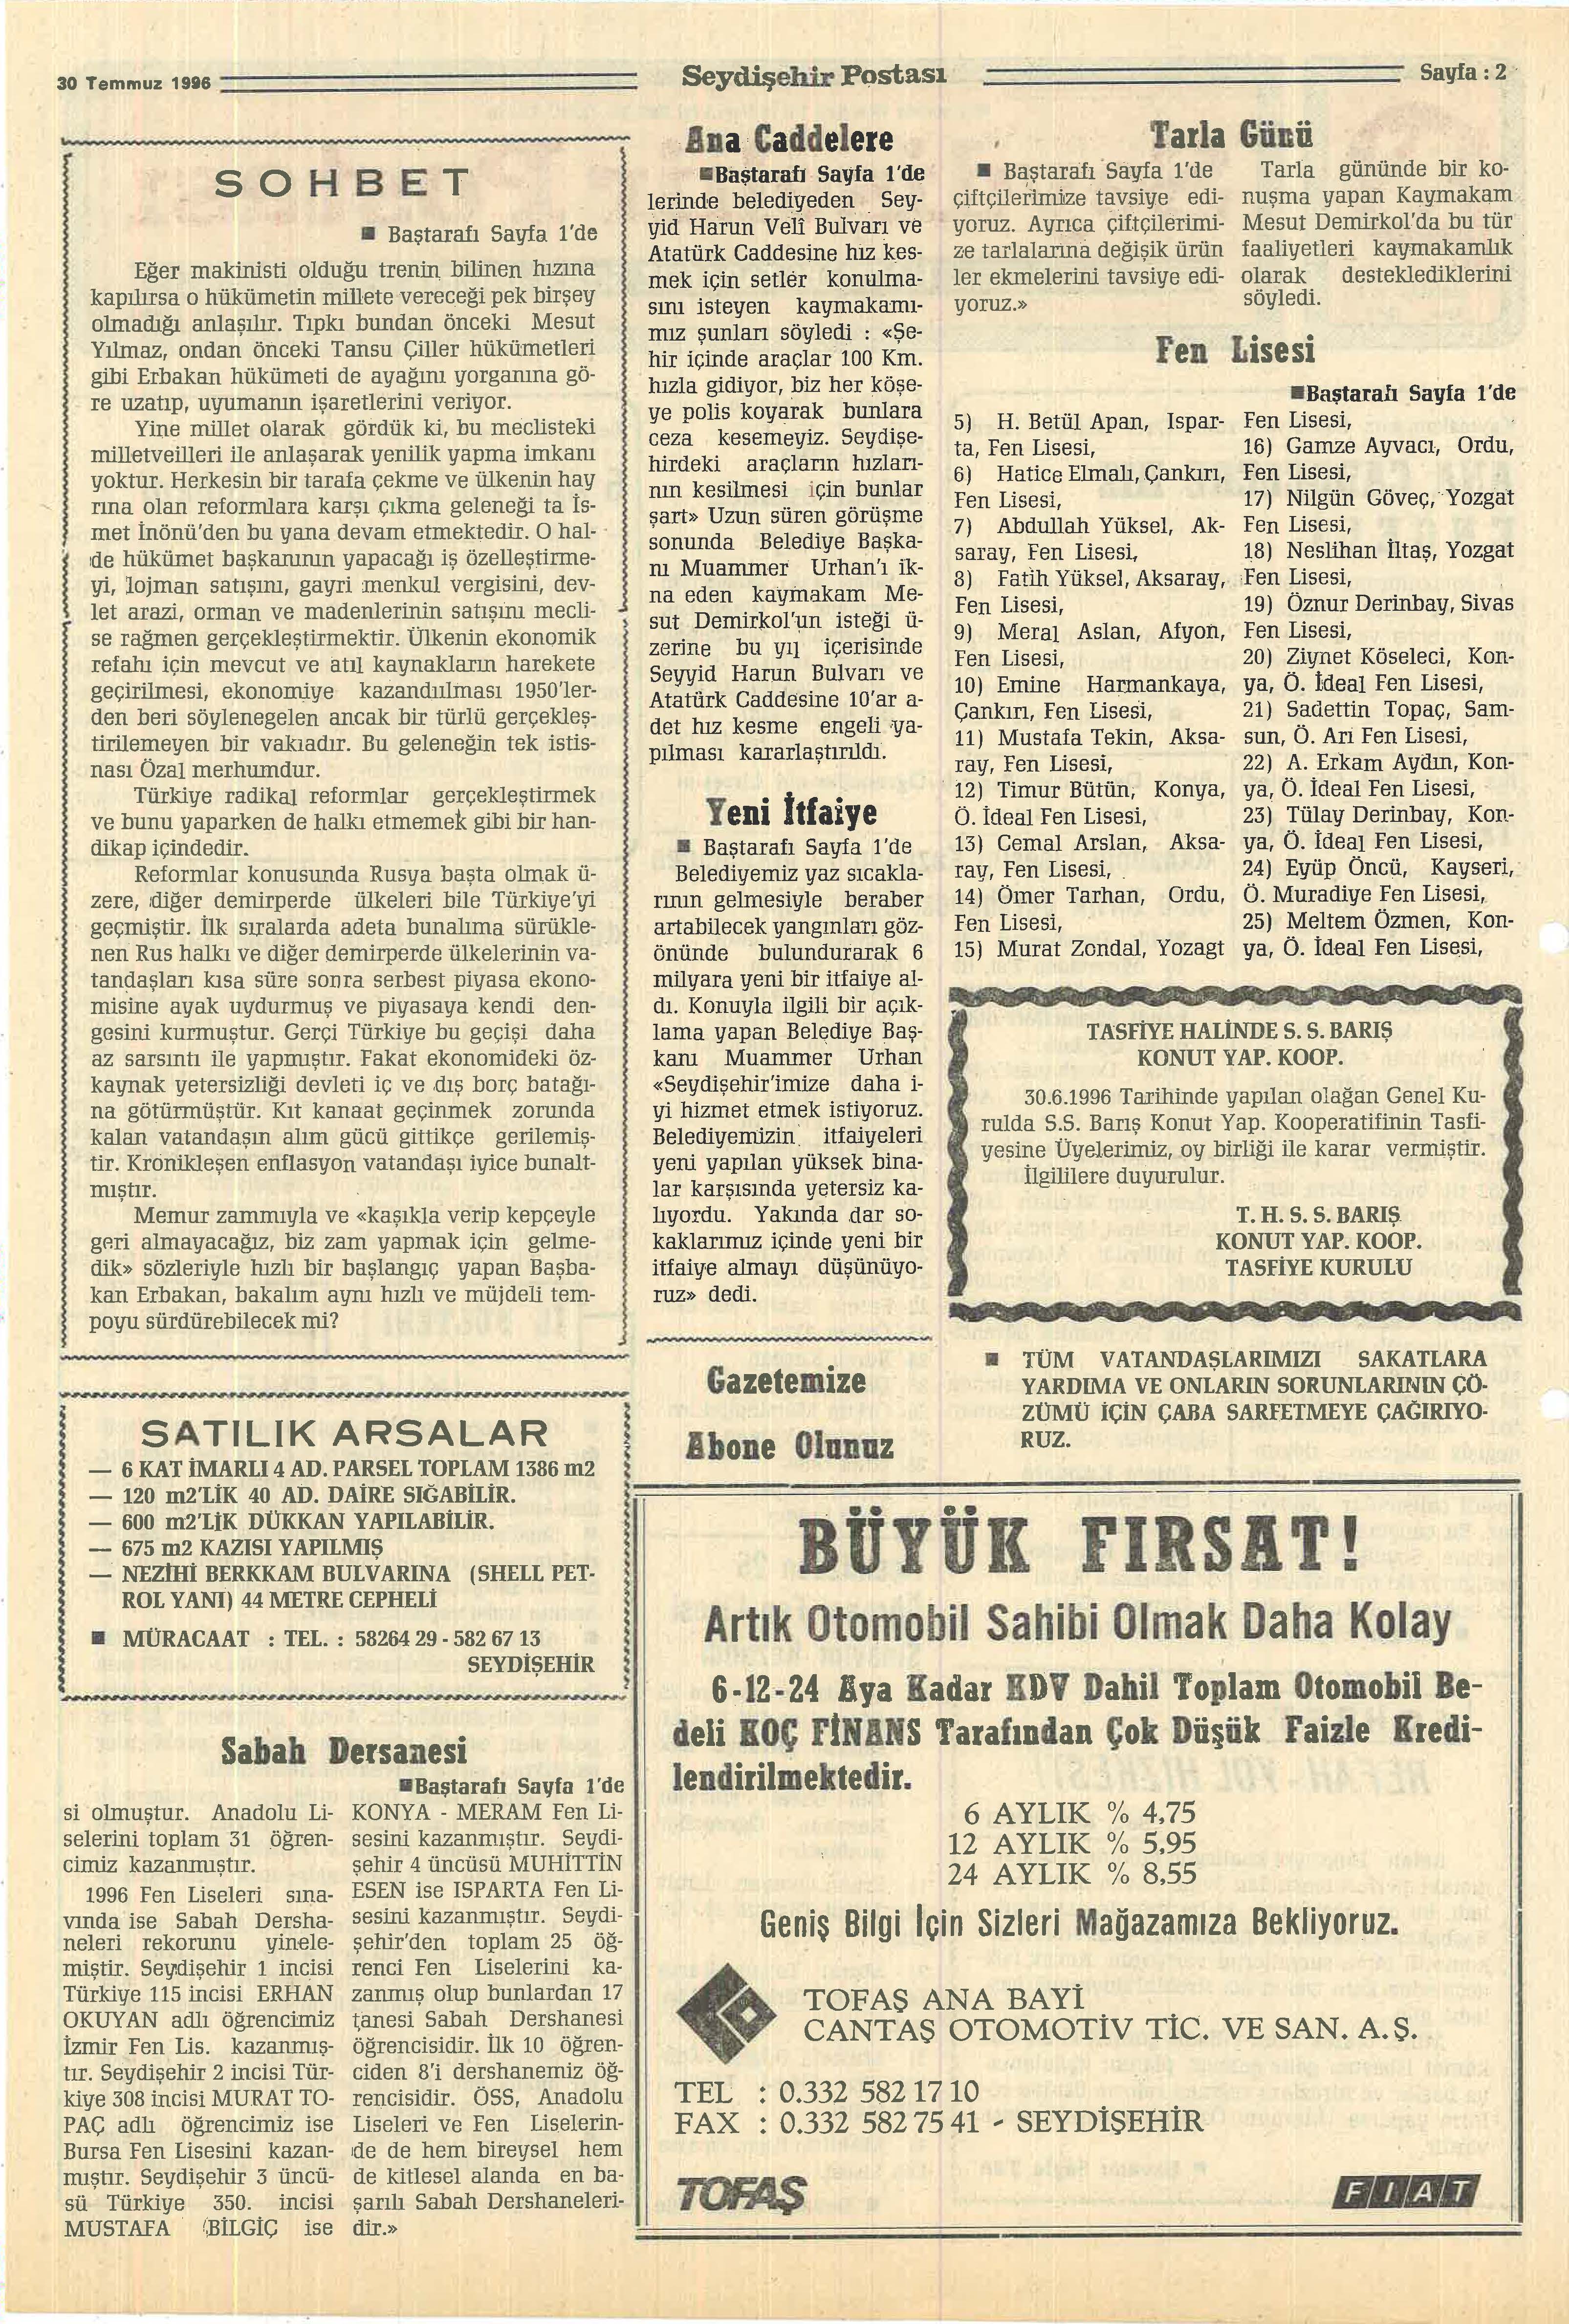 30 Temmuz 1996
Seydişehir Postası
Sayfa : 2
SOHBET
■ Baştarafı Sayfa 1'de
Eğer makinisti olduğu trenin bilinen hızına
kapılırsa o hükümetin millete vereceği pek birşey
olmadığı anlaşılır. Tıpkı bundan önceki Mesut
Yılmaz, ondan önceki Tansu Çiller hükümetleri
gibi Erbakan hükümeti de ayağını yorganına gö-
re uzatıp, uyumanın işaretlerini veriyor.
Yine millet olarak gördük ki, bu meclisteki
milletveilleri ile anlaşarak yenilik yapma imkanı
yoktur. Herkesin bir tarafa çekme ve ülkenin hay
rına olan reformlara karşı çıkma geleneği ta İs-
met İnönü'den bu yana devam etmektedir. O hal-
de hükümet başkanının yapacağı iş özelleştirme-
yi, lojman satışını, gayri menkul vergisini, dev-
let arazi, orman ve madenlerinin satışını mecli-
se rağmen gerçekleştirmektir. Ülkenin ekonomik
refahı için mevcut ve atıl kaynakların harekete
geçirilmesi, ekonomiye kazandıılması 1950'ler-
den beri söylenegelen ancak bir türlü gerçekleş-
tirilemeyen bir vakıadır. Bu geleneğin tek istis-
nası Özal merhumdur.
Türkiye radikal reformlar gerçekleştirmek
ve bunu yaparken de halkı etmemek gibi bir han-
dikap içindedir.
Reformlar konusunda Rusya başta olmak ü-
zere, diğer demirperde ülkeleri bile Türkiye'yi
geçmiştir. İlk sıralarda adeta bunalıma sürükle-
nen Rus halkı ve diğer demirperde ülkelerinin va-
tandaşları kısa süre sonra serbest piyasa ekono-
misine ayak uydurmuş ve piyasaya kendi den-
gesini kurmuştur. Gerçi Türkiye bu geçişi daha
az sarsıntı ile yapmıştır. Fakat ekonomideki öz-
kaynak yetersizliği devleti iç ve dış borç batağı-
na götürmüştür. Kıt kanaat geçinmek zorunda
kalan vatandaşın alım gücü gittikçe gerilemiş-
tir. Kronikleşen enflasyon vatandaşı iyice bunalt-
mıştır.
Memur zammıyla ve «kaşıkla verip kepçeyle
geri almayacağız, biz zam yapmak için gelme-
dik» sözleriyle hızlı bir başlangıç yapan Başba-
kan Erbakan, bakalım aynı hızlı ve müjdeli tem-
poyu sürdürebilecek mi?
SATILIK ARSALAR
— 6 KAT İMARLI 4 AD. PARSEL TOPLAM 1386 m2
— 120 m2'LİK 40 AD. DAİRE SIĞABİLİR.
— 600 m2'LİK DÜKKAN YAPILABİLİR.
— 675 m2 KAZISI YAPILMIŞ
— NEZİHİ BERKKAM BULVARINA (SHELL PET-
ROL YANI) 44 METRE CEPHELİ
■ MÜRACAAT : TEL. : 58264 29 - 582 67 13
SEYDİŞEHİR
Sabah Dersanesi
■Baştarafı Sayfa 1'de
si olmuştur. Anadolu Li-
selerini toplam 31 öğren-
cimiz kazanmıştır.
1996 Fen Liseleri sına-
vında ise Sabah Dersha-
neleri rekorunu yinele-
miştir. Seydişehir 1 incisi
Türkiye 115 incisi ERHAN
OKUYAN adlı öğrencimiz
İzmir Fen Lis. kazanmış-
tır. Seydişehir 2 incisi Tür-
kiye 308 incisi MURAT TO-
PAÇ adlı öğrencimiz ise
Bursa Fen Lisesini kazan-
mıştır. Seydişehir 3 üncü-
sü Türkiye 350. incisi
MUSTAFA (BİLGİÇ ise
KONYA - MERAM Fen Li-
sesini kazanmıştır. Seydi-
şehir 4 üncüsü MUHİTTİN
ESEN ise ISPARTA Fen Li-
sesini kazanmıştır. Seydi-
şehir'den toplam 25 öğ-
renci Fen Liselerini ka-
zanmış olup bunlardan 17
tanesi Sabah Dershanesi
öğrencisidir. İlk 10 öğren-
ciden 8'i dershanemiz öğ-
rencisidir. ÖSS, Anadolu
Liseleri ve Fen Liselerin-
de de hem bireysel hem
de kitlesel alanda en ba-
şarılı Sabah Dershaneleri-
dir.»
Ana Caddelere
■Baştarafı Sayfa 1'de
lerinde belediyeden Sey-
yid Harun Velî Bulvarı ve
Atatürk Caddesine hız kes-
mek için setler konulma-
sını isteyen kaymakamı-
mız şunları söyledi : «Şe-
hir içinde araçlar 100 Km.
hızla gidiyor, biz her köşe-
ye polis koyarak bunlara
ceza kesemeyiz. Seydişe-
hirdeki araçların hızları-
nın kesilmesi için bunlar
şart» Uzun süren görüşme
sonunda Belediye Başka-
nı Muammer Urhan'ı ik-
na eden kaymakam Me-
sut Demirkol'un isteği ü-
zerine bu yıl içerisinde
Seyyid Harun Bulvarı ve
Atatürk Caddesine 10'ar a-
det hız kesme engeli ya-
pılması kararlaştırıldı.
Yeni İtfaiye
■ Baştarafı Sayfa 1'de
Belediyemiz yaz sıcakla-
rının gelmesiyle beraber
artabilecek yangınları göz-
önünde bulundurarak 6
milyara yeni bir itfaiye al-
dı. Konuyla ilgili bir açık-
lama yapan Belediye Baş-
kanı Muammer Urhan
«Seydişehir'imize daha i-
yi hizmet etmek istiyoruz.
Belediyemizin itfaiyeleri
yeni yapılan yüksek bina-
lar karşısında yetersiz ka-
lıyordu. Yakında dar so-
kaklarımız içinde yeni bir
itfaiye almayı düşünüyo-
ruz» dedi.
Gazetemize
Abone Olunuz
Tarla Günü
■ Baştarafı Sayfa 1'de
çiftçilerimize tavsiye edi-
yoruz. Ayrıca çiftçilerimi-
ze tarlalarına değişik ürün
ler ekmelerini tavsiye edi-
yoruz.»
Tarla gününde bir ko-
nuşma yapan Kaymakam
Mesut Demirkol'da bu tür
faaliyetleri kaymakamlık
olarak desteklediklerini
söyledi.
Fen Lisesi
■Baştarafı Sayfa 1'de
5) H. Betül Apan, Ispar-
ta, Fen Lisesi,
6) Hatice Elmalı, Çankırı,
Fen Lisesi,
7) Abdullah Yüksel, Ak-
saray, Fen Lisesi,
8) Fatih Yüksel, Aksaray,
Fen Lisesi,
9) Meral Aslan, Afyon,
Fen Lisesi,
10) Emine Harmankaya,
Çankırı, Fen Lisesi,
11) Mustafa Tekin, Aksa-
ray, Fen Lisesi,
12) Timur Bütün, Konya,
Ö. İdeal Fen Lisesi,
13) Cemal Arslan, Aksa-
ray, Fen Lisesi,
14) Ömer Tarhan, Ordu,
Fen Lisesi,
15) Murat Zondal, Yozagt
Fen Lisesi,
16) Gamze Ayvacı, Ordu,
Fen Lisesi,
17) Nilgün Göveç, Yozgat
Fen Lisesi,
18) Neslihan İltaş, Yozgat
Fen Lisesi,
19) Öznur Derinbay, Sivas
Fen Lisesi,
20) Ziynet Köseleci, Kon-
ya, Ö. İdeal Fen Lisesi,
21) Sadettin Topaç, Sam-
sun, Ö. Arı Fen Lisesi,
22) A. Erkam Aydın, Kon-
ya, Ö. İdeal Fen Lisesi,
23) Tülay Derinbay, Kon-
ya, Ö. İdeal Fen Lisesi,
24) Eyüp Öncü, Kayseri,
Ö. Muradiye Fen Lisesi,
25) Meltem Özmen, Kon-
ya, Ö. İdeal Fen Lisesi,
TASFİYE HALİNDE S. S. BARIŞ
KONUT YAP. KOOP.
30.6.1996 Tarihinde yapılan olağan Genel Ku-
rulda S.S. Barış Konut Yap. Kooperatifinin Tasfi-
yesine Üyelerimiz, oy birliği ile karar vermiştir.
İlgililere duyurulur.
T. H. S. S. BARIŞ
KONUT YAP. KOOP.
TASFİYE KURULU
■ TÜM VATANDAŞLARIMIZI SAKATLARA
YARDIMA VE ONLARIN SORUNLARININ ÇÖ-
ZÜMÜ İÇİN ÇABA SARFETMEYE ÇAĞIRIYO-
RUZ.
BÜYÜK FIRSAT!
Artık Otomobil Sahibi Olmak Daha Kolay
6-12-24 Aya Kadar KDV Dahil Toplam Otomobil Be-
deli KOÇ FİNANS Tarafından Çok Düşük Faizle Kredi-
lendirilmektedir.
6 AYLIK % 4,75
12 AYLIK % 5,95
24 AYLIK % 8,55
Geniş Bilgi İçin Sizleri Mağazamıza Bekliyoruz.
TOFAŞ ANA BAYİ
CANTAŞ OTOMOTİV TİC. VE SAN. A.Ş.
TEL : 0.332 582 17 10
FAX : 0.332 582 75 41 - SEYDİŞEHİR
TOFAŞ
FIAT